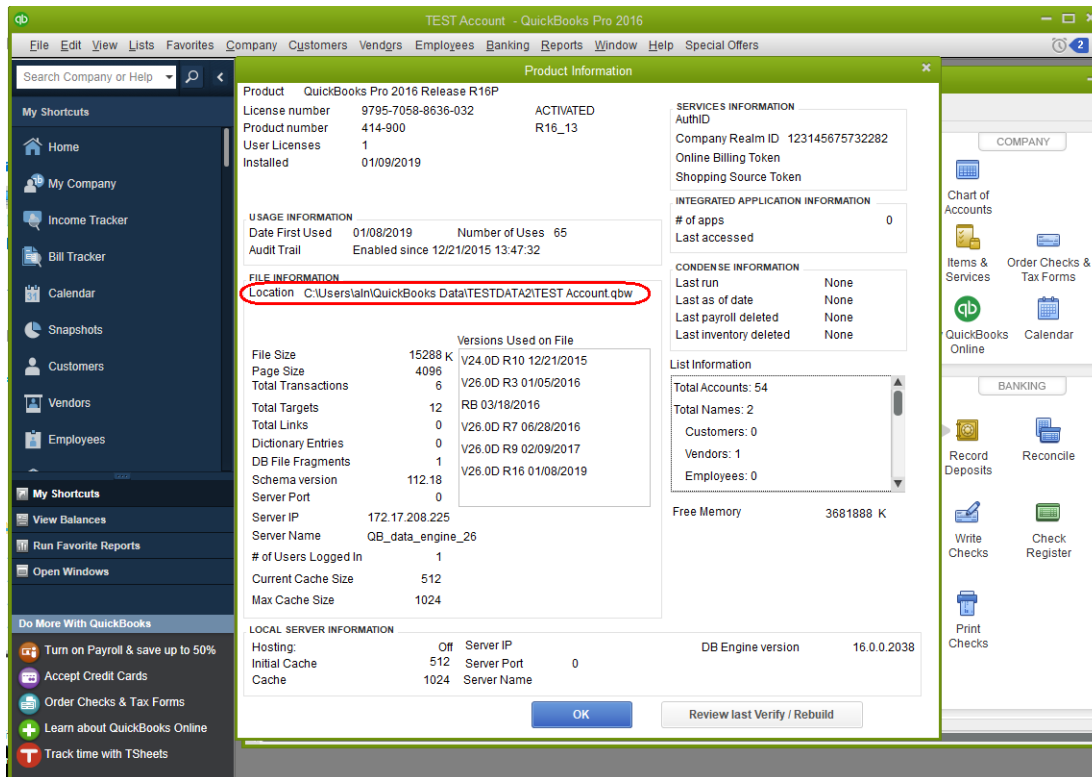 qb TEST Account - QuickBooks Pro 2016
File Edit View Lists Favorites Company Customers Vendors Employees Banking Reports Window Help Special Offers 2
Search Company or Help
My Shortcuts
Home
My Company
Income Tracker
Bill Tracker
31 Calendar
Snapshots
Customers
Vendors
Employees
My Shortcuts
View Balances
Run Favorite Reports
Open Windows
Do More With QuickBooks
Turn on Payroll & save up to 50%
Accept Credit Cards
Order Checks & Tax Forms
Learn about QuickBooks Online
T Track time with TSheets
Product Information
Product QuickBooks Pro 2016 Release R16P
License number 9795-7058-8636-032 ACTIVATED
Product number 414-900 R16_13
User Licenses 1
Installed 01/09/2019
USAGE INFORMATION
Date First Used 01/08/2019 Number of Uses 65
Audit Trail Enabled since 12/21/2015 13:47:32
FILE INFORMATION
Location C:\Users\aln\QuickBooks Data\TESTDATA2\TEST Account.qbw
File Size 15288 K
Page Size 4096
Total Transactions 6
Total Targets 12
Total Links 0
Dictionary Entries 0
DB File Fragments 1
Schema version 112.18
Server Port 0
Server IP 172.17.208.225
Server Name QB_data_engine_26
# of Users Logged In 1
Current Cache Size 512
Max Cache Size 1024
Versions Used on File
V24.0D R10 12/21/2015
V26.0D R3 01/05/2016
RB 03/18/2016
V26.0D R7 06/28/2016
V26.0D R9 02/09/2017
V26.0D R16 01/08/2019
SERVICES INFORMATION
AuthID
Company Realm ID 123145675732282
Online Billing Token
Shopping Source Token
INTEGRATED APPLICATION INFORMATION
# of apps 0
Last accessed
CONDENSE INFORMATION
Last run None
Last as of date None
Last payroll deleted None
Last inventory deleted None
List Information
Total Accounts: 54
Total Names: 2
Customers: 0
Vendors: 1
Employees: 0
Free Memory 3681888 K
LOCAL SERVER INFORMATION
Hosting: Off Server IP DB Engine version 16.0.0.2038
Initial Cache 512 Server Port 0
Cache 1024 Server Name
OK
Review last Verify / Rebuild
COMPANY
Chart of
Accounts
Items &
Services
Order Checks &
Tax Forms
qb
QuickBooks
Online
Calendar
BANKING
Record
Deposits
Reconcile
Write
Checks
Check
Register
Print
Checks